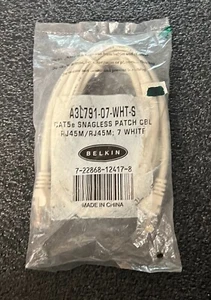 A3L791-07-WHT-S
CAT5e SNAGLESS PATCH CBL
RJ45M/RJ45M; 7 WHITE
BELKIN
7-22868-12417-8
MADE IN CHINA